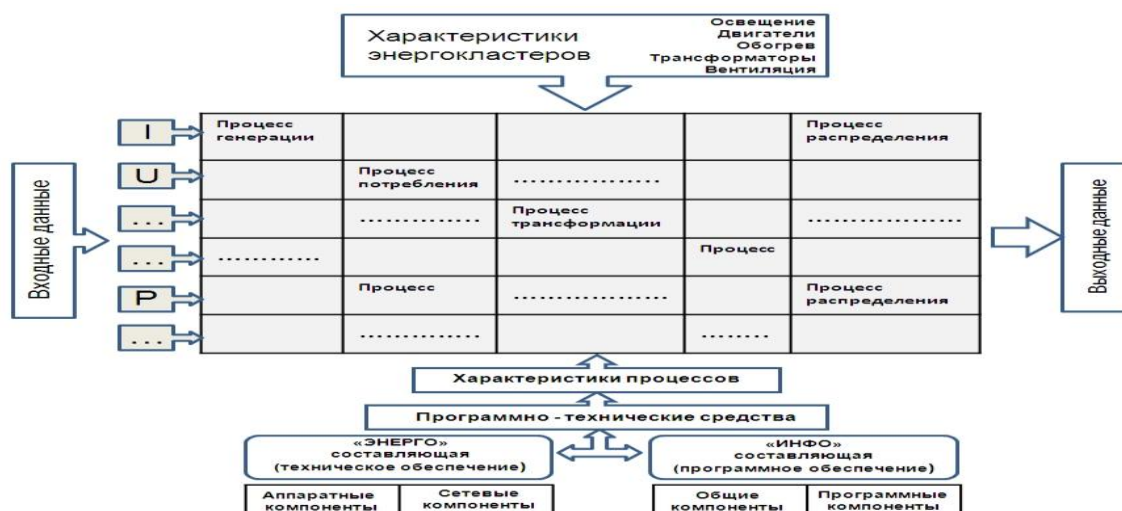 Характеристики
энергокластеров
Освещение
Двигатели
Обогрев
Трансформаторы
Вентиляция
Входные данные
I
U
...
...
P
...
Процесс
генерации
Процесс
распределения
Процесс
потребления
................
.............
Процесс
трансформации
.................
............
Процесс
Процесс
.................
Процесс
распределения
.............
........
Выходные данные
Характеристики процессов
Программно - технические средства
«ЭНЕРГО»
составляющая
(техническое обеспечение)
«ИНФО»
составляющая
(программное обеспечение)
Аппаратные
компоненты
Сетевые
компоненты
Общие
компоненты
Программные
компоненты